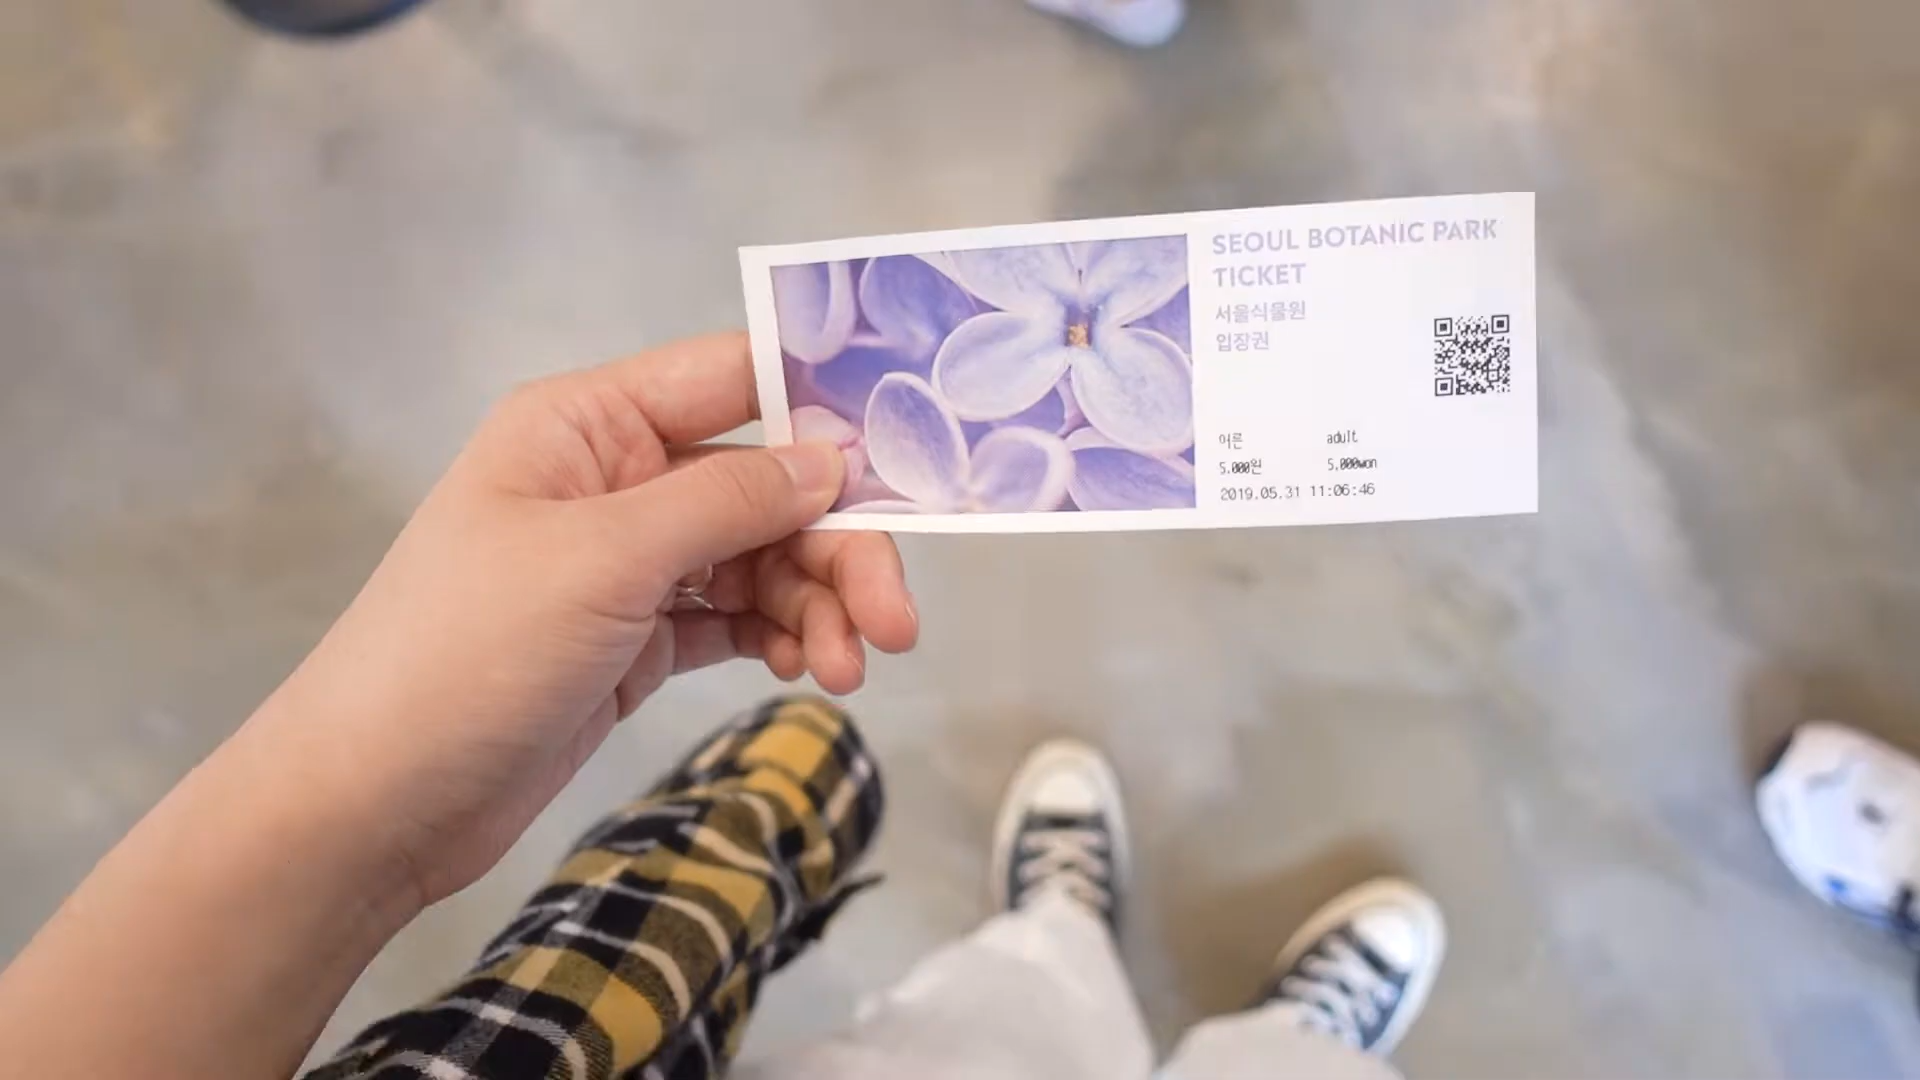 SEOUL BOTANIC PARK
TICKET
서울식물원
입장권
어른 adult
5,000원 5,000won
2019.05.31 11:06:46